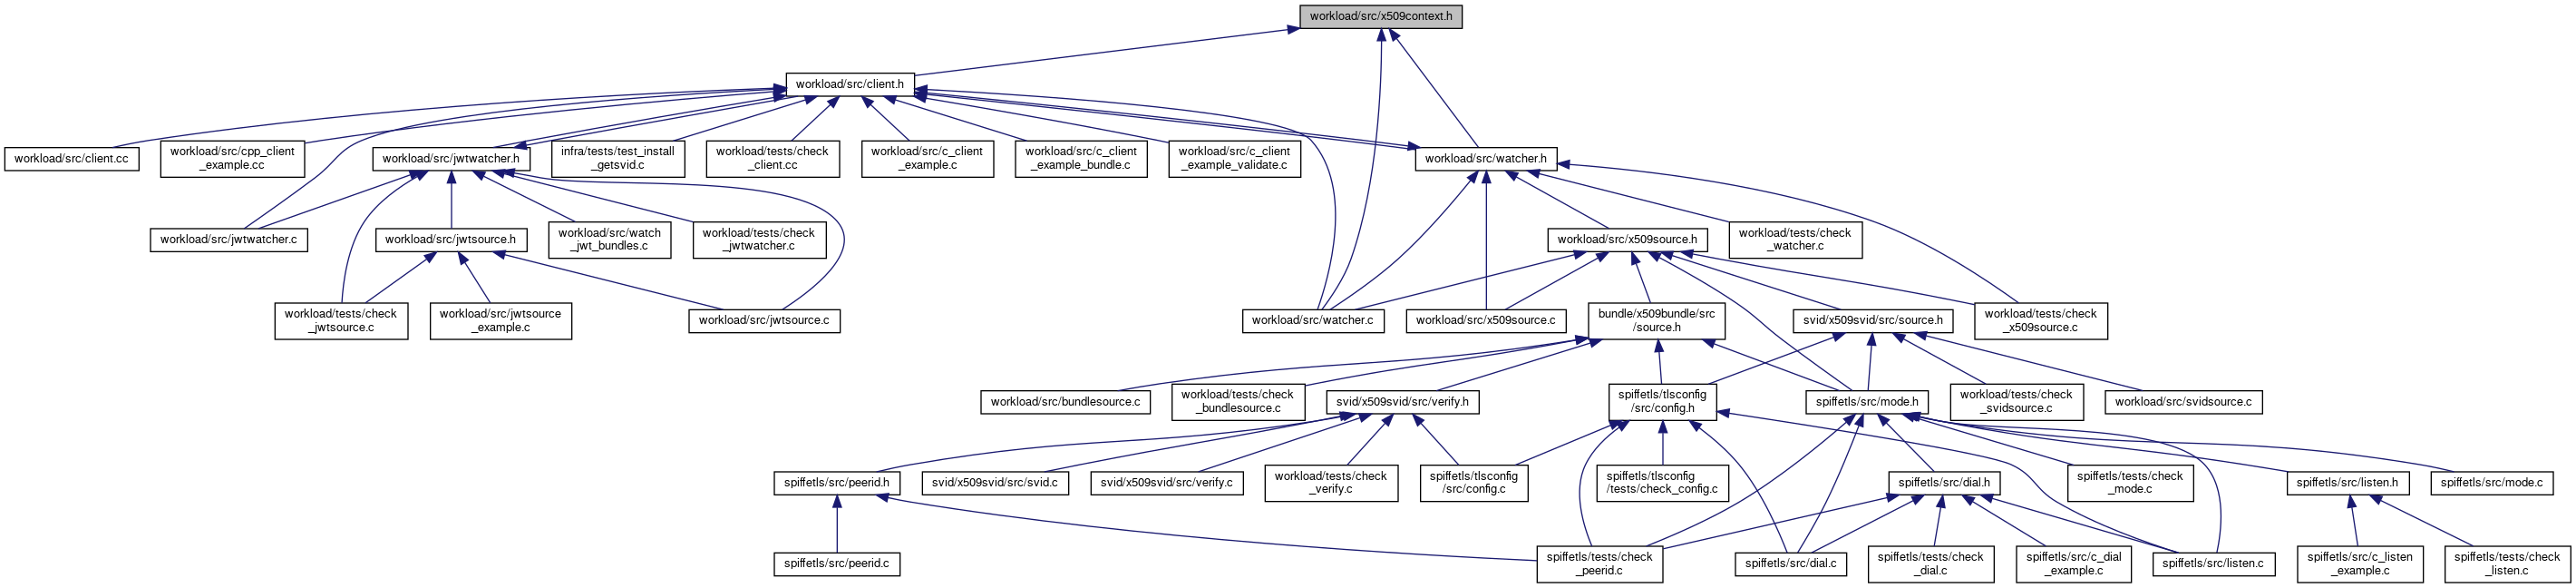 workload/src/x509context.h
workload/src/client.h
workload/src/client.cc
workload/src/cpp_client
_example.cc
workload/src/jwtwatcher.h
infra/tests/test_install
_getsvid.c
workload/tests/check
_client.cc
workload/src/c_client
_example.c
workload/src/c_client
_example_bundle.c
workload/src/c_client
_example_validate.c
workload/src/watcher.h
workload/src/jwtwatcher.c
workload/src/jwtsource.h
workload/src/watch
_jwt_bundles.c
workload/tests/check
_jwtwatcher.c
workload/src/x509source.h
workload/tests/check
_watcher.c
workload/tests/check
_jwtsource.c
workload/src/jwtsource
_example.c
workload/src/jwtsource.c
workload/src/watcher.c
workload/src/x509source.c
bundle/x509bundle/src
/source.h
svid/x509svid/src/source.h
workload/tests/check
_x509source.c
workload/src/bundlesource.c
workload/tests/check
_bundlesource.c
svid/x509svid/src/verify.h
spiffetls/tlsconfig
/src/config.h
spiffetls/src/mode.h
workload/tests/check
_svidsource.c
workload/src/svidsource.c
spiffetls/src/peerid.h
svid/x509svid/src/svid.c
svid/x509svid/src/verify.c
workload/tests/check
_verify.c
spiffetls/tlsconfig
/src/config.c
spiffetls/tlsconfig
/tests/check_config.c
spiffetls/src/dial.h
spiffetls/tests/check
_mode.c
spiffetls/src/listen.h
spiffetls/src/mode.c
spiffetls/src/peerid.c
spiffetls/tests/check
_peerid.c
spiffetls/src/dial.c
spiffetls/tests/check
_dial.c
spiffetls/src/c_dial
_example.c
spiffetls/src/listen.c
spiffetls/src/c_listen
_example.c
spiffetls/tests/check
_listen.c